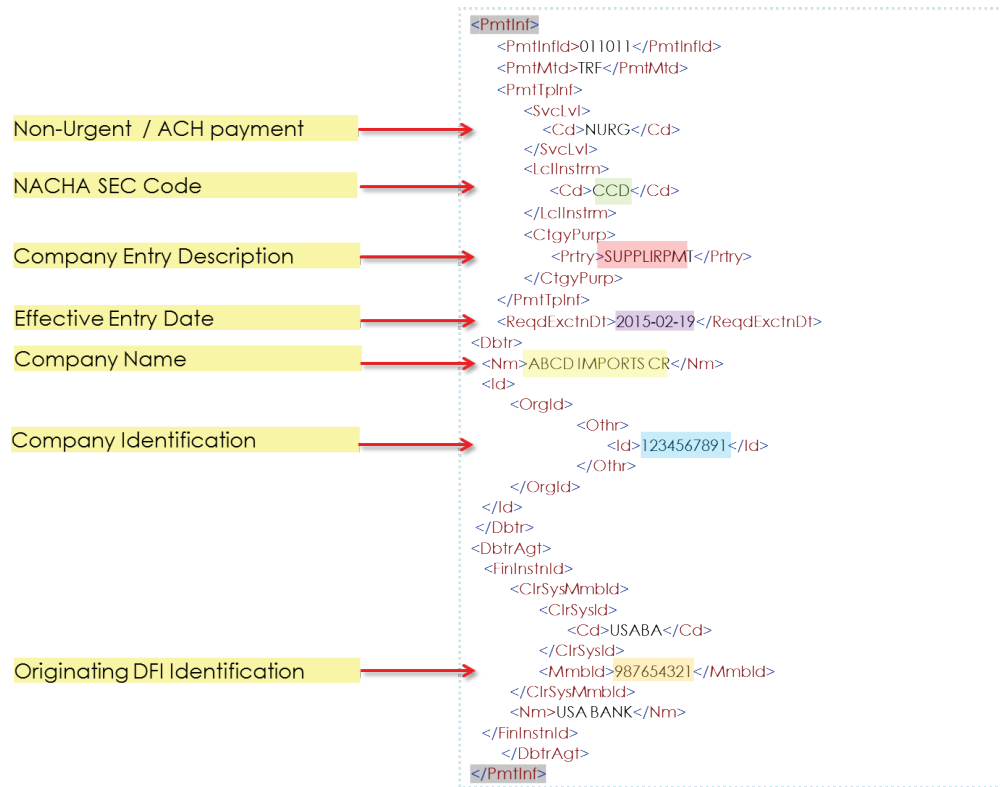 <PmtInf>
<PmtInfId>011011</PmtInfId>
<PmtMtd>TRF</PmtMtd>
<PmtTpInf>
<SvcLvl>
Non-Urgent / ACH payment
<Cd>NURG</Cd>
</SvcLvl>
<LclInstrm>
NACHA SEC Code
<Cd>CCD</Cd>
</LclInstrm>
<CtgyPurp>
Company Entry Description
<Prtry>SUPPLIRPMT</Prtry>
</CtgyPurp>
</PmtTpInf>
Effective Entry Date
<ReqdExctnDt>2015-02-19</ReqdExctnDt>
<Dbtr>
Company Name
<Nm>ABCD IMPORTS CR</Nm>
<Id>
<OrgId>
<Othr>
Company Identification
<Id>1234567891</Id>
</Othr>
</OrgId>
</Id>
</Dbtr>
<DbtrAgt>
<FinInstnId>
<ClrSysMmbId>
<ClrSysId>
<Cd>USABA</Cd>
</ClrSysId>
Originating DFI Identification
<MmbId>987654321</MmbId>
</ClrSysMmbId>
<Nm>USA BANK</Nm>
</FinInstnId>
</DbtrAgt>
</PmtInf>